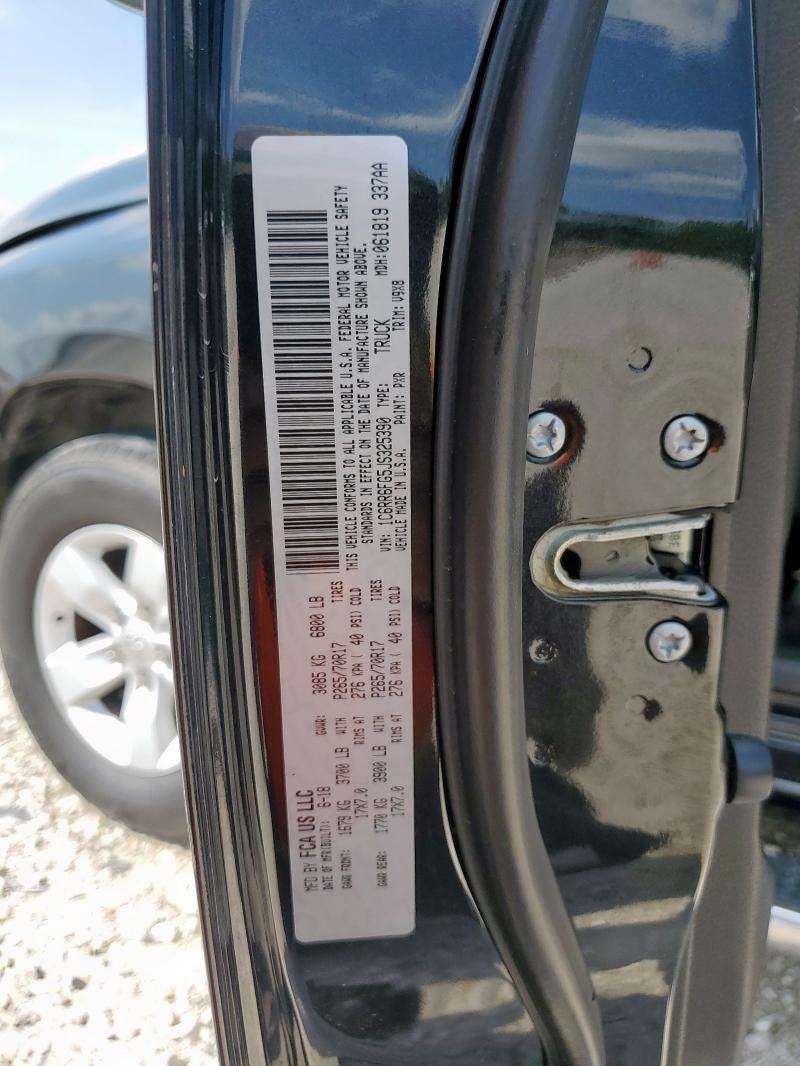 MFD BY FCA US LLC
DATE OF MFR(BUILT): 6-18 GVWR: 3085 KG 6800 LB
GAWR FRONT: 1679 KG 3700 LB WITH P265/70R17 TIRES
17X7.0 RIMS AT 276 KPA ( 40 PSI) COLD
GAWR REAR: 1770 KG 3900 LB WITH P265/70R17 TIRES
17X7.0 RIMS AT 276 KPA ( 40 PSI) COLD
THIS VEHICLE CONFORMS TO ALL APPLICABLE U.S.A. FEDERAL MOTOR VEHICLE SAFETY
STANDARDS IN EFFECT ON THE DATE OF MANUFACTURE SHOWN ABOVE.
VIN: 1C6RR6FG5JS325390 TYPE: TRUCK MDH: 061819 337AA
VEHICLE MADE IN U.S.A. PAINT: PXR TRIM: V9X8